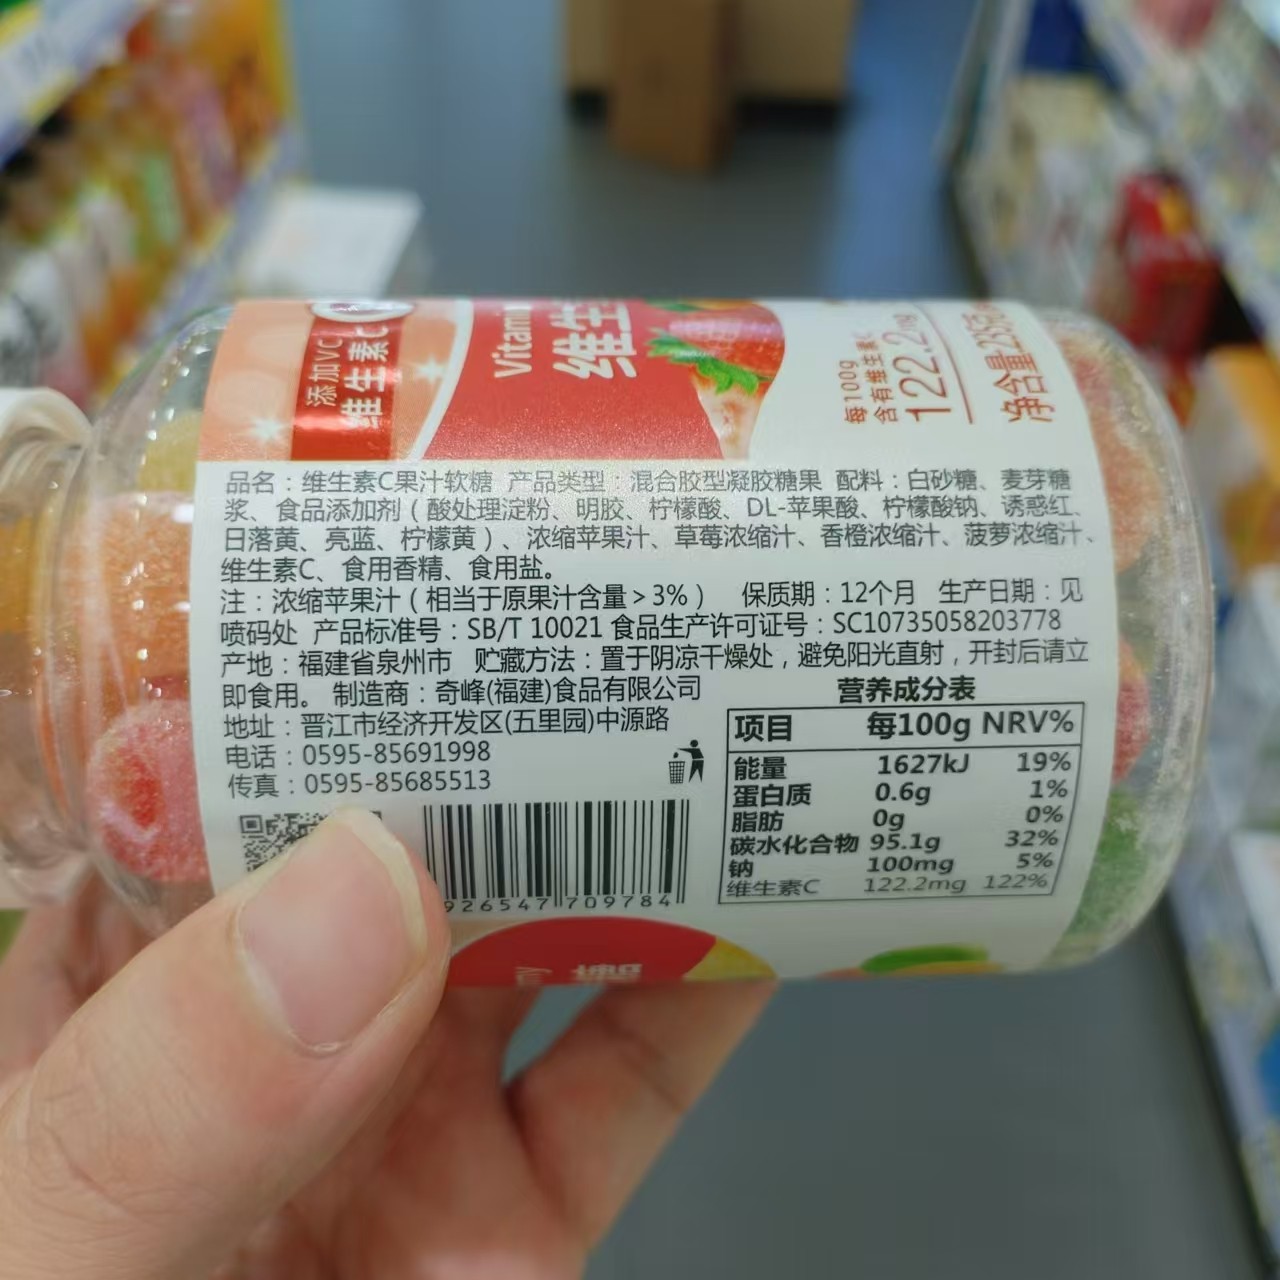 添加VC
维生素C
Vitami
维生
每100g
含有维生素C
122.2mg
净含量
品名：维生素C果汁软糖 产品类型：混合胶型凝胶糖果 配料：白砂糖、麦芽糖
浆、食品添加剂（酸处理淀粉、明胶、柠檬酸、DL-苹果酸、柠檬酸钠、诱惑红、
日落黄、亮蓝、柠檬黄）、浓缩苹果汁、草莓浓缩汁、香橙浓缩汁、菠萝浓缩汁、
维生素C、食用香精、食用盐。
注：浓缩苹果汁（相当于原果汁含量＞3%） 保质期：12个月 生产日期：见
喷码处 产品标准号：SB/T 10021 食品生产许可证号：SC10735058203778
产地：福建省泉州市 贮藏方法：置于阴凉干燥处，避免阳光直射，开封后请立
即食用。 制造商：奇峰(福建)食品有限公司
地址：晋江市经济开发区(五里园)中源路
电话：0595-85691998
传真：0595-85685513
营养成分表
项目 每100g NRV%
能量 1627kJ 19%
蛋白质 0.6g 1%
脂肪 0g 0%
碳水化合物 95.1g 32%
钠 100mg 5%
维生素C 122.2mg 122%
926547709784
糖